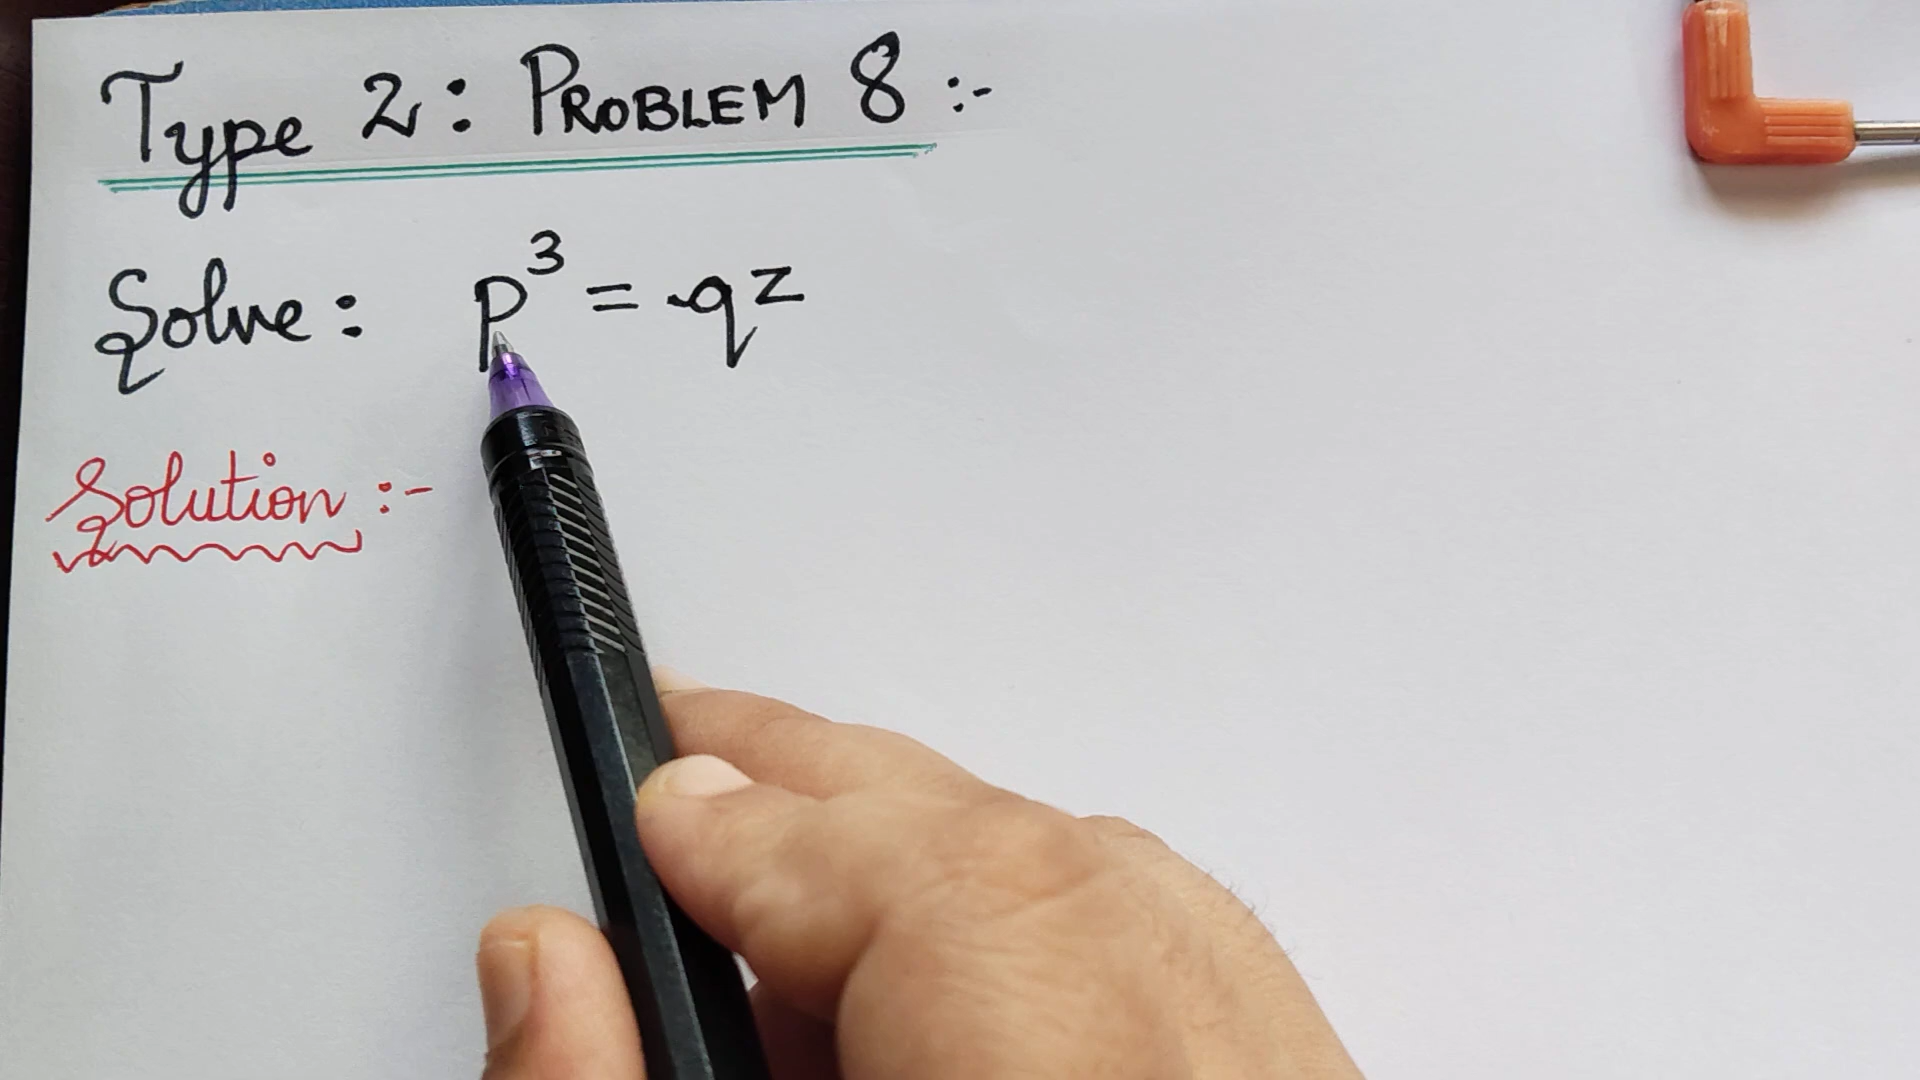 Type 2: PROBLEM 8 :-
Solve: p³ = qz
Solution :-